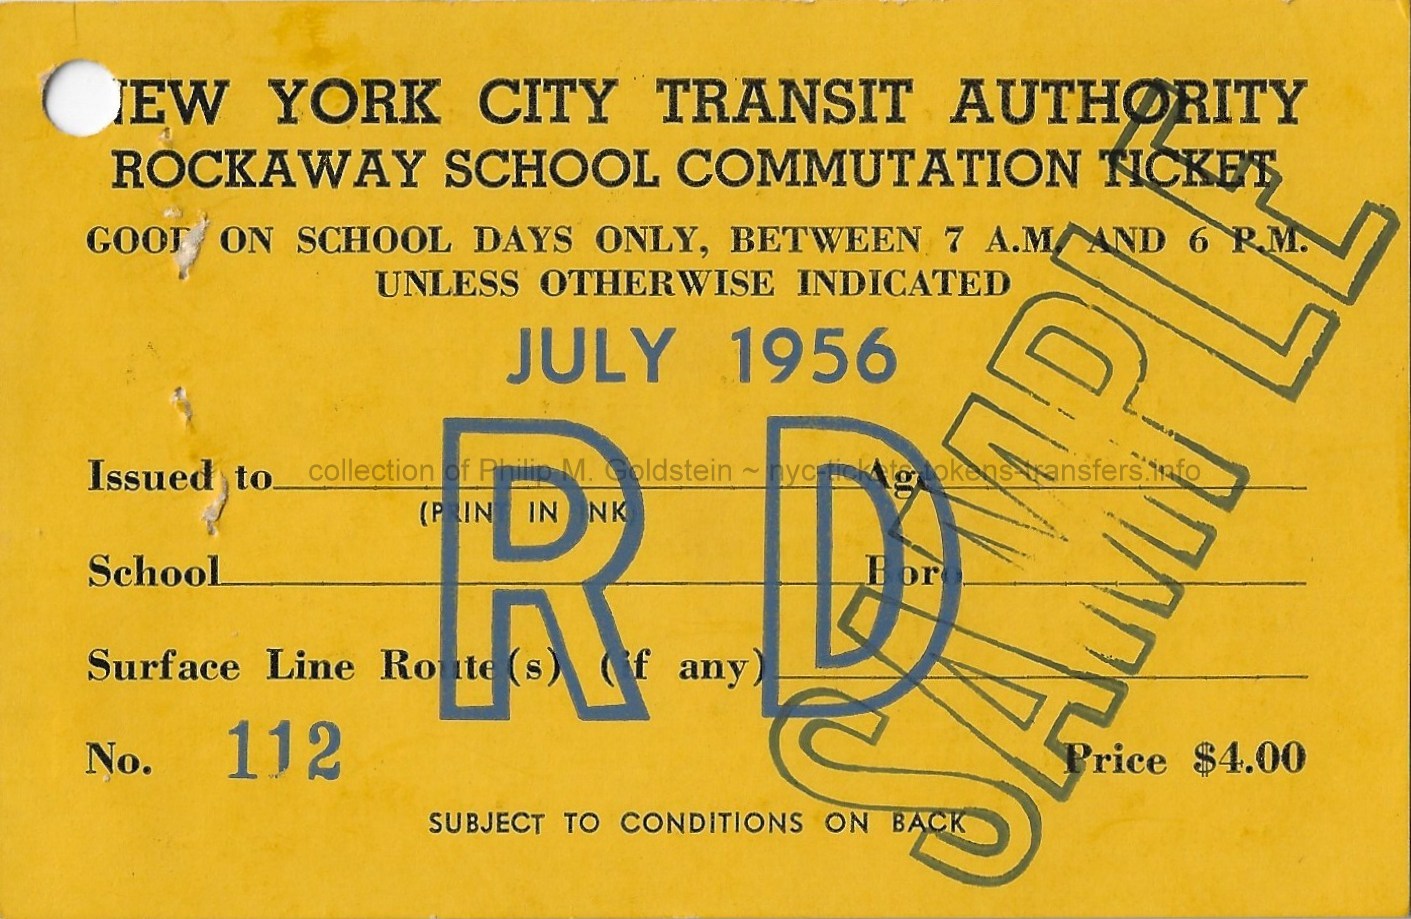 NEW YORK CITY TRANSIT AUTHORITY
ROCKAWAY SCHOOL COMMUTATION TICKET
GOOD ON SCHOOL DAYS ONLY, BETWEEN 7 A.M. AND 6 P.M.
UNLESS OTHERWISE INDICATED
JULY 1956
R D
Issued to Age
collection of Philip M. Goldstein ~ nyc-tickets-tokens-transfers.info
(PRINT IN INK)
School Boro
Surface Line Route(s) (if any)
No. 112 Price $4.00
SUBJECT TO CONDITIONS ON BACK
SAMPLE